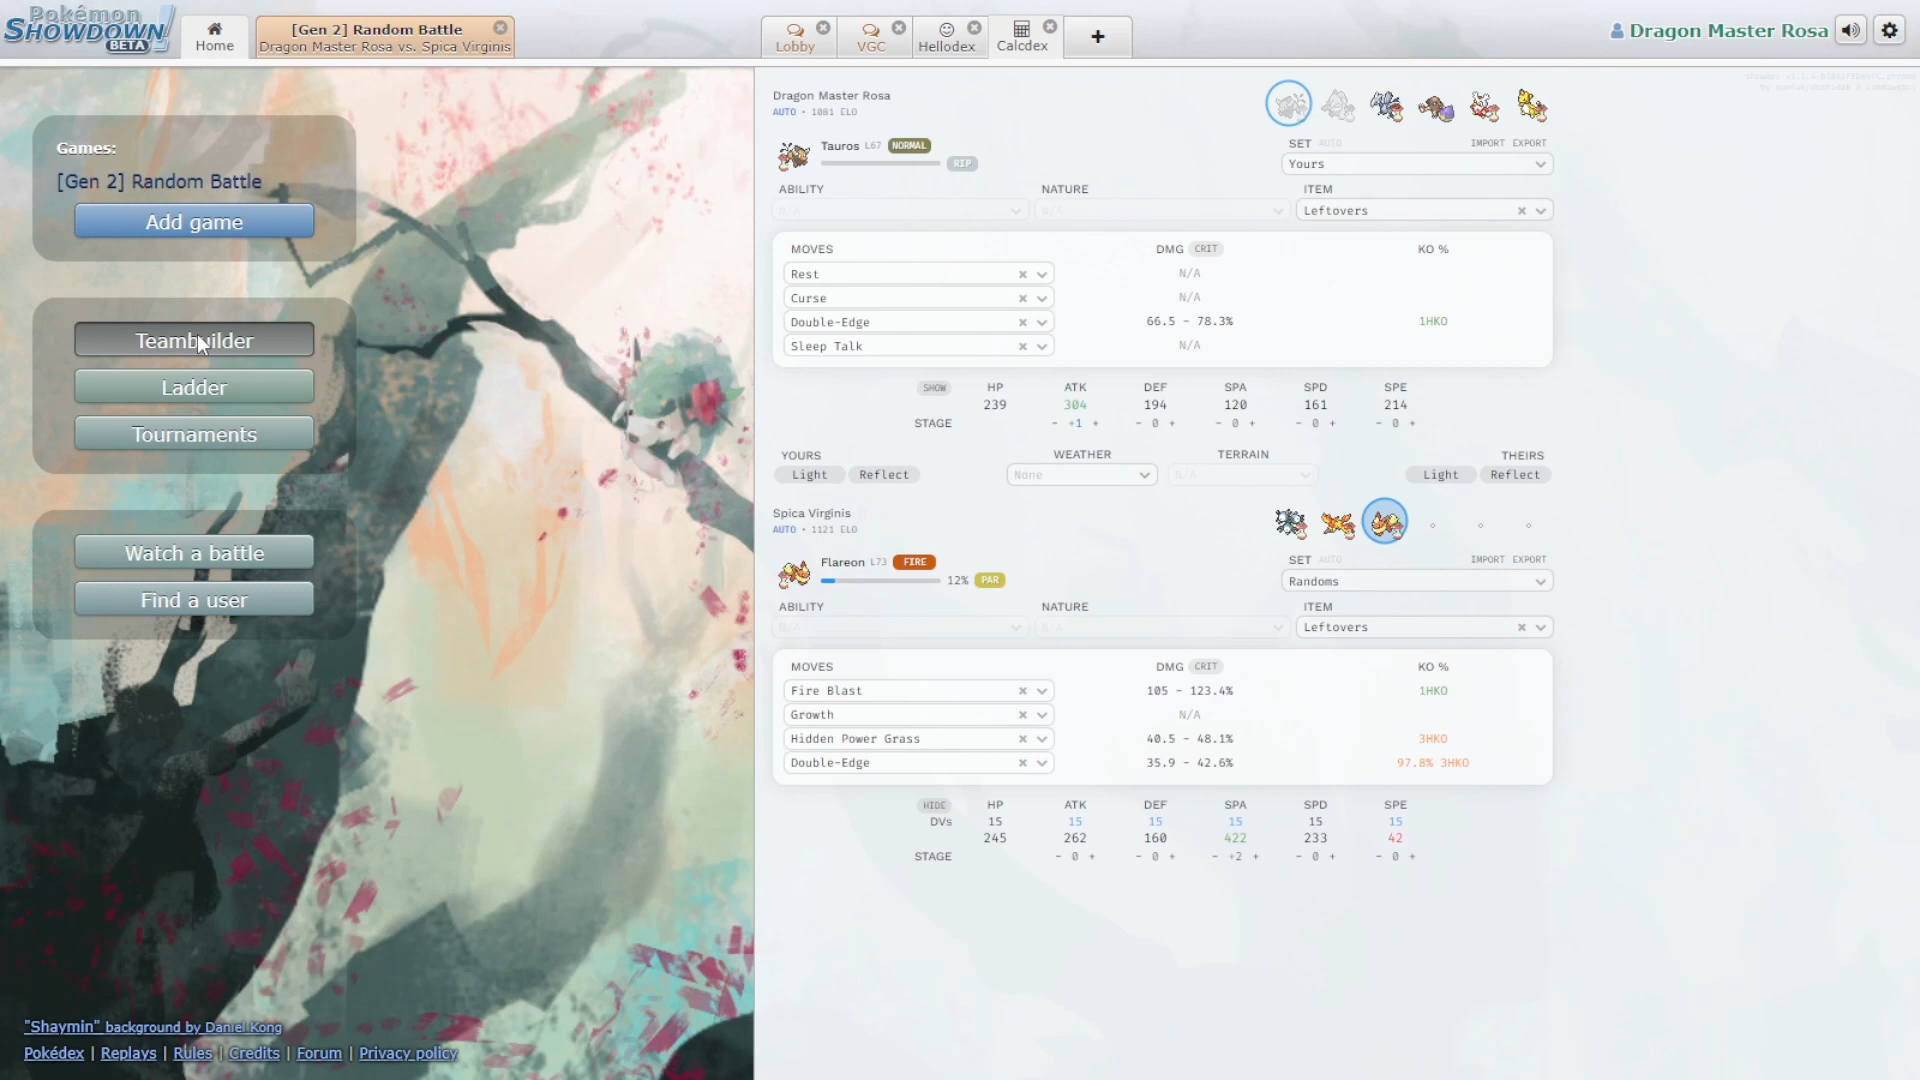 Pokémon
SHOWDOWN!
BETA
Home
[Gen 2] Random Battle
Dragon Master Rosa vs. Spica Virginis
Lobby
VGC
Hellodex
Calcdex
+
Dragon Master Rosa
Games:
[Gen 2] Random Battle
Add game
Teambuilder
Ladder
Tournaments
Watch a battle
Find a user
"Shaymin" background by Daniel Kong
Pokédex | Replays | Rules | Credits | Forum | Privacy policy
Dragon Master Rosa
AUTO • 1081 ELO
Tauros L67 NORMAL
RIP
SET AUTO IMPORT EXPORT
Yours
ABILITY NATURE ITEM
N/A N/A Leftovers
MOVES DMG CRIT KO %
Rest N/A
Curse N/A
Double-Edge 66.5 - 78.3% 1HKO
Sleep Talk N/A
SHOW HP ATK DEF SPA SPD SPE
239 304 194 120 161 214
STAGE - +1 + - 0 + - 0 + - 0 + - 0 +
YOURS WEATHER TERRAIN THEIRS
Light Reflect None N/A Light Reflect
Spica Virginis
AUTO • 1121 ELO
Flareon L73 FIRE
12% PAR
SET AUTO IMPORT EXPORT
Randoms
ABILITY NATURE ITEM
N/A N/A Leftovers
MOVES DMG CRIT KO %
Fire Blast 105 - 123.4% 1HKO
Growth N/A
Hidden Power Grass 40.5 - 48.1% 3HKO
Double-Edge 35.9 - 42.6% 97.8% 3HKO
HIDE HP ATK DEF SPA SPD SPE
DVs 15 15 15 15 15 15
245 262 160 422 233 42
STAGE - 0 + - 0 + - +2 + - 0 + - 0 +